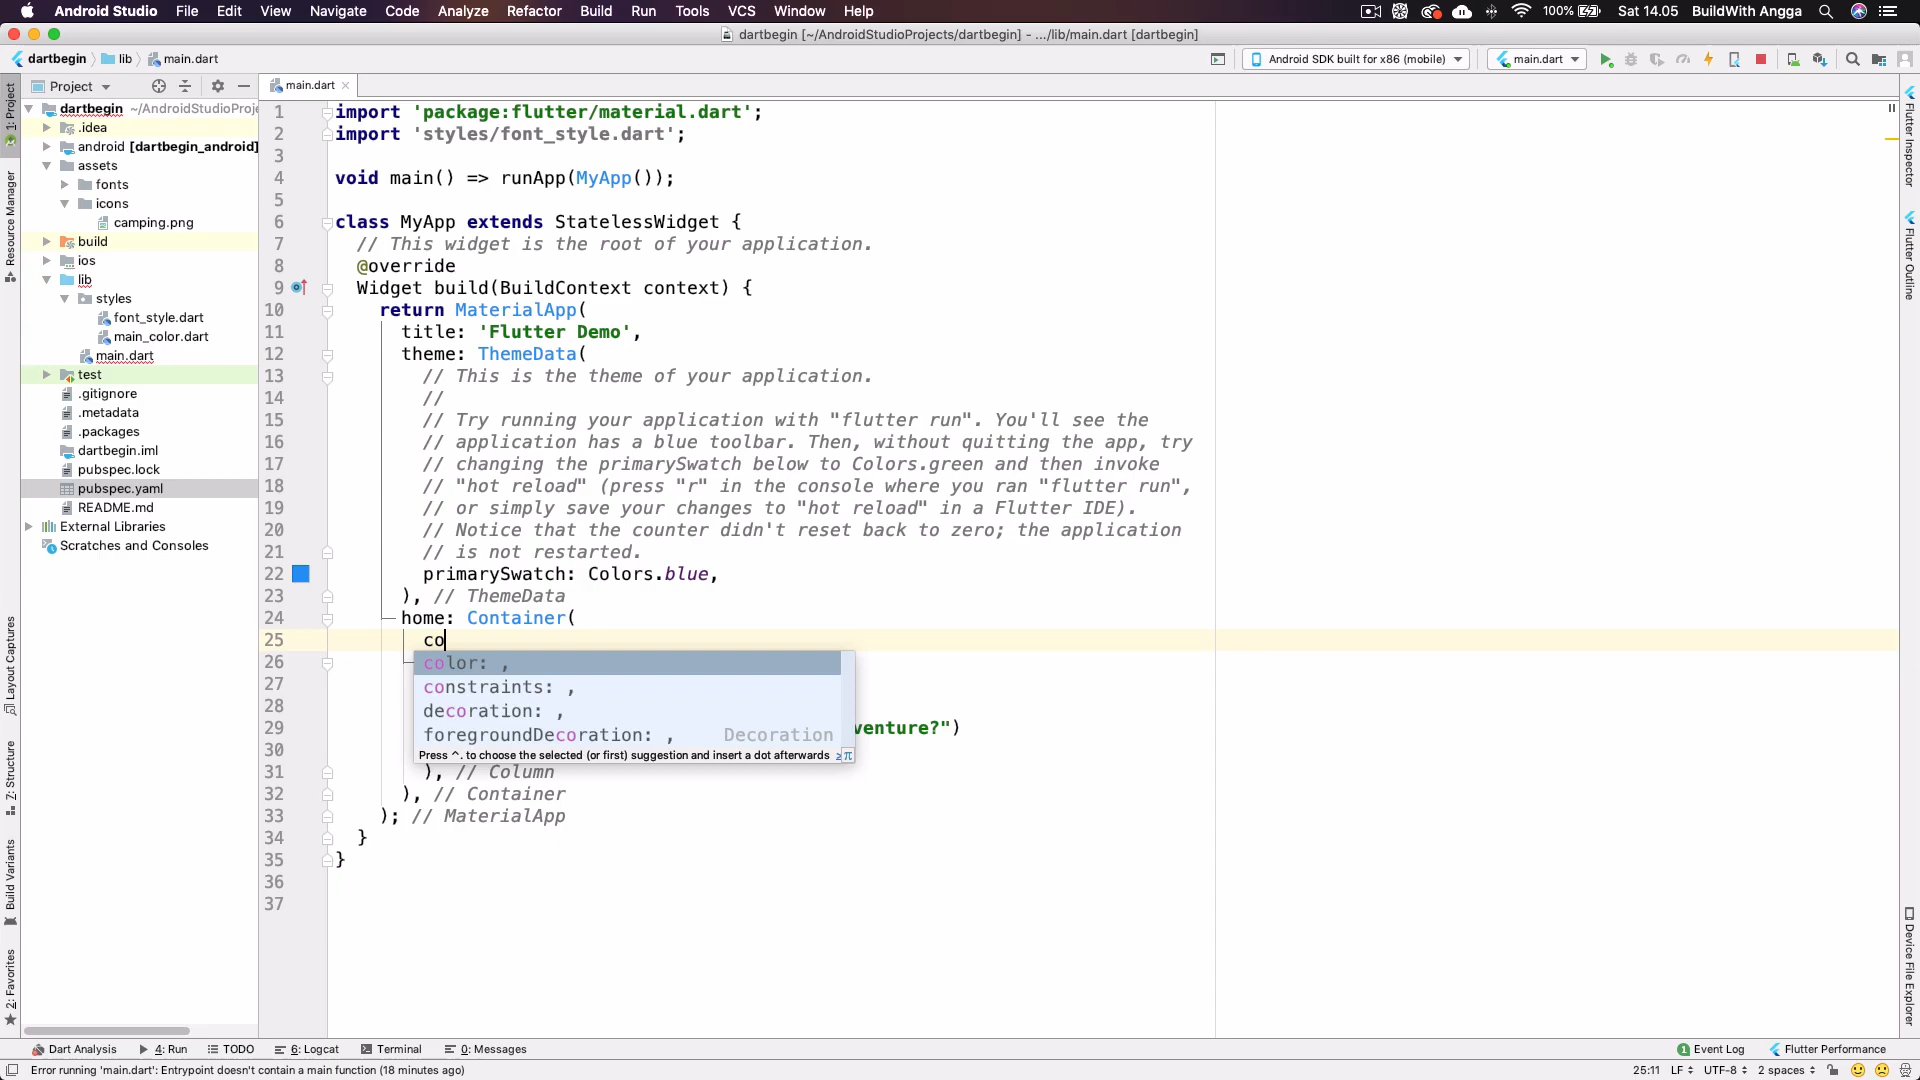 Android Studio File Edit View Navigate Code Analyze Refactor Build Run Tools VCS Window Help 100% Sat 14.05 BuildWith Angga
dartbegin [~/AndroidStudioProjects/dartbegin] - .../lib/main.dart [dartbegin]
dartbegin lib main.dart Android SDK built for x86 (mobile) main.dart
Project main.dart
dartbegin ~/AndroidStudioProje
.idea
android [dartbegin_android]
assets
fonts
icons
camping.png
build
ios
lib
styles
font_style.dart
main_color.dart
main.dart
test
.gitignore
.metadata
.packages
dartbegin.iml
pubspec.lock
pubspec.yaml
README.md
External Libraries
Scratches and Consoles
1: Project
Resource Manager
Layout Captures
Z: Structure
Build Variants
2: Favorites
1 import 'package:flutter/material.dart';
2 import 'styles/font_style.dart';
3
4 void main() => runApp(MyApp());
5
6 class MyApp extends StatelessWidget {
7 // This widget is the root of your application.
8 @override
9 Widget build(BuildContext context) {
10 return MaterialApp(
11 title: 'Flutter Demo',
12 theme: ThemeData(
13 // This is the theme of your application.
14 //
15 // Try running your application with "flutter run". You'll see the
16 // application has a blue toolbar. Then, without quitting the app, try
17 // changing the primarySwatch below to Colors.green and then invoke
18 // "hot reload" (press "r" in the console where you ran "flutter run",
19 // or simply save your changes to "hot reload" in a Flutter IDE).
20 // Notice that the counter didn't reset back to zero; the application
21 // is not restarted.
22 primarySwatch: Colors.blue,
23 ), // ThemeData
24 home: Container(
25 co
26 color: ,
27 constraints: ,
28 decoration: ,
29 venture?")
foregroundDecoration: , Decoration
30
Press ^. to choose the selected (or first) suggestion and insert a dot afterwards ≥ π
31 ), // Column
32 ), // Container
33 ); // MaterialApp
34 }
35 }
36
37
Flutter Inspector
Flutter Outline
Device File Explorer
Dart Analysis 4: Run TODO 6: Logcat Terminal 0: Messages 1 Event Log Flutter Performance
Error running 'main.dart': Entrypoint doesn't contain a main function (18 minutes ago) 25:11 LF UTF-8 2 spaces